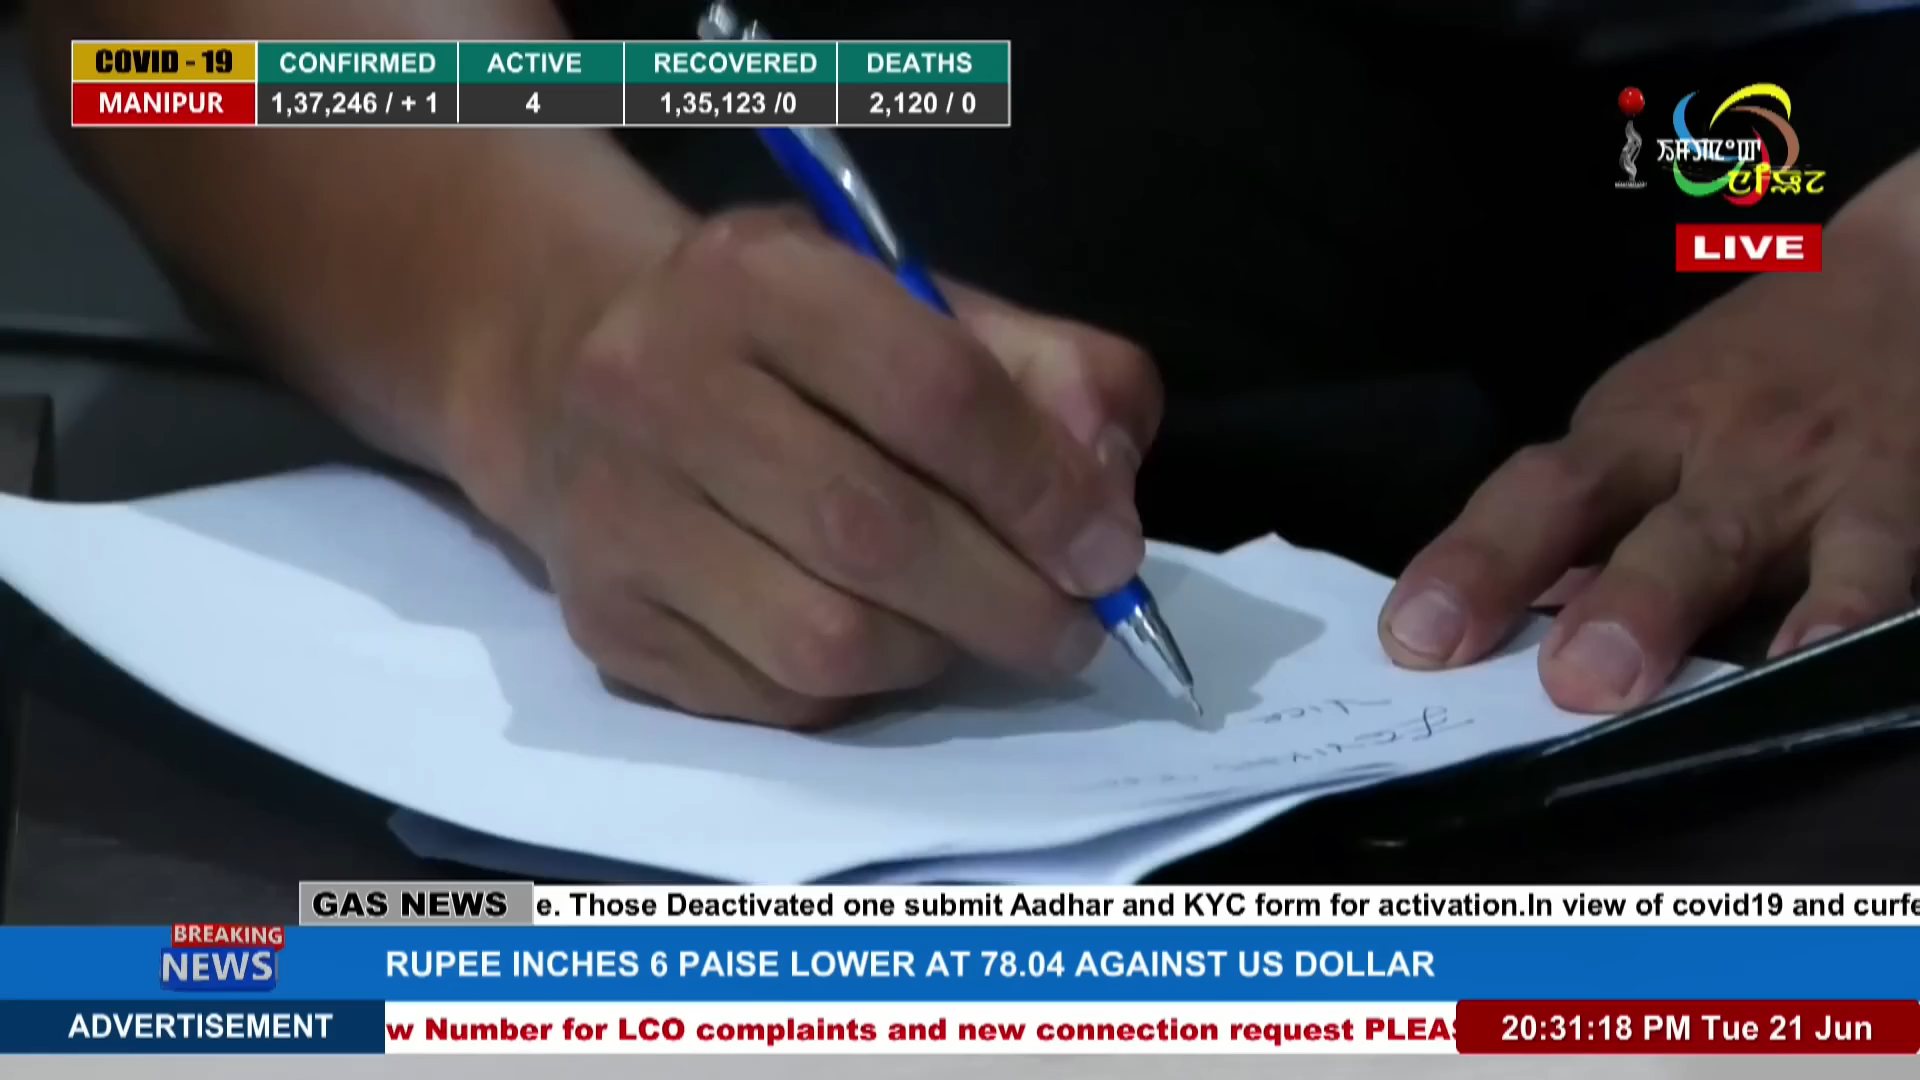 COVID - 19 CONFIRMED ACTIVE RECOVERED DEATHS
MANIPUR 1,37,246 / + 1 4 1,35,123 /0 2,120 / 0
LIVE
GAS NEWS e. Those Deactivated one submit Aadhar and KYC form for activation.In view of covid19 and curfe
BREAKING
NEWS
RUPEE INCHES 6 PAISE LOWER AT 78.04 AGAINST US DOLLAR
ADVERTISEMENT w Number for LCO complaints and new connection request PLEAS
20:31:18 PM Tue 21 Jun